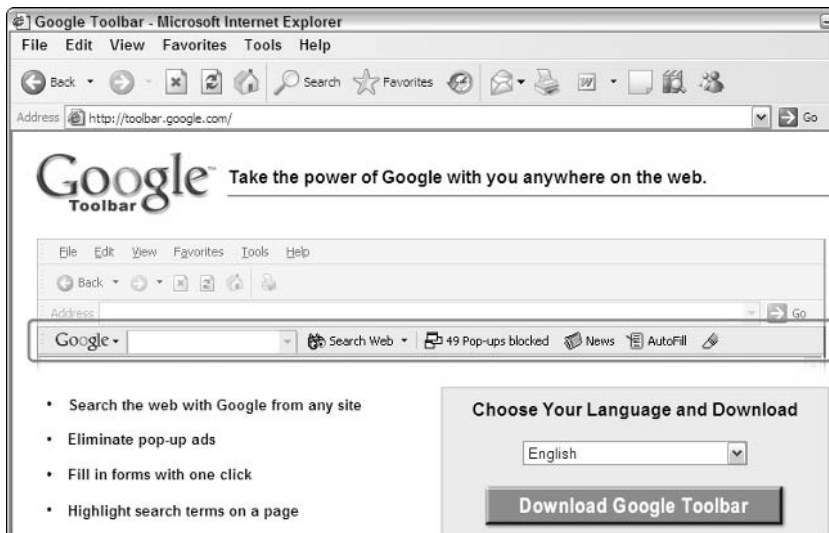 Google Toolbar - Microsoft Internet Explorer
File Edit View Favorites Tools Help
Back Search Favorites W
Address http://toolbar.google.com/ Go
Google™ Toolbar
Take the power of Google with you anywhere on the web.
File Edit View Favorites Tools Help
Back
Address Go
Google Search Web 49 Pop-ups blocked News AutoFill
• Search the web with Google from any site
• Eliminate pop-up ads
• Fill in forms with one click
• Highlight search terms on a page
Choose Your Language and Download
English
Download Google Toolbar